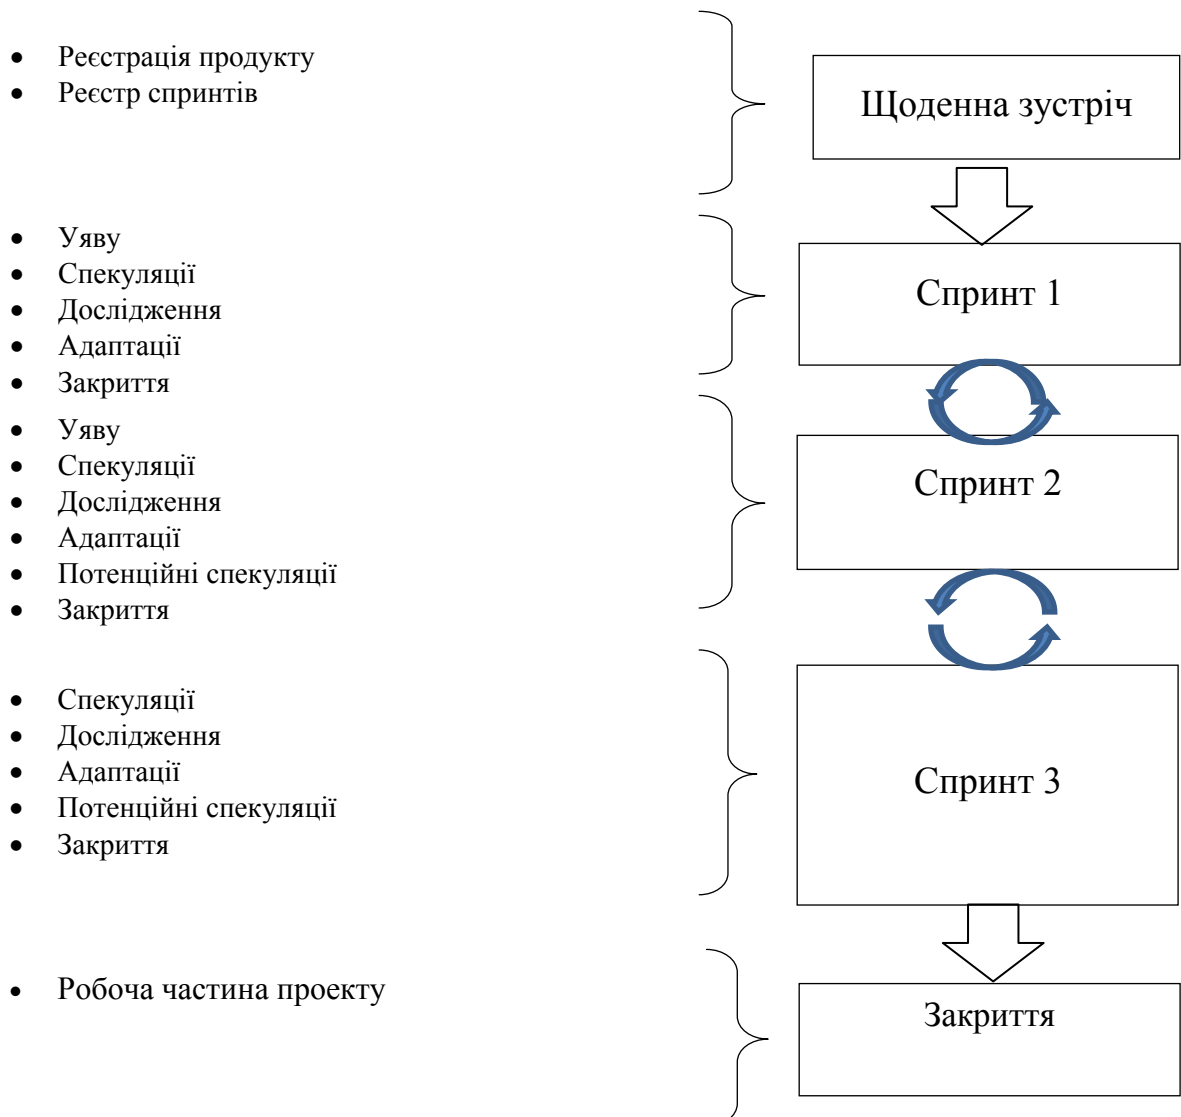 Реєстрація продукту
Реєстр спринтів
Щоденна зустріч
Уяву
Спекуляції
Дослідження
Адаптації
Закриття
Спринт 1
Уяву
Спекуляції
Дослідження
Адаптації
Потенційні спекуляції
Закриття
Спринт 2
Спекуляції
Дослідження
Адаптації
Потенційні спекуляції
Закриття
Спринт 3
Робоча частина проекту
Закриття